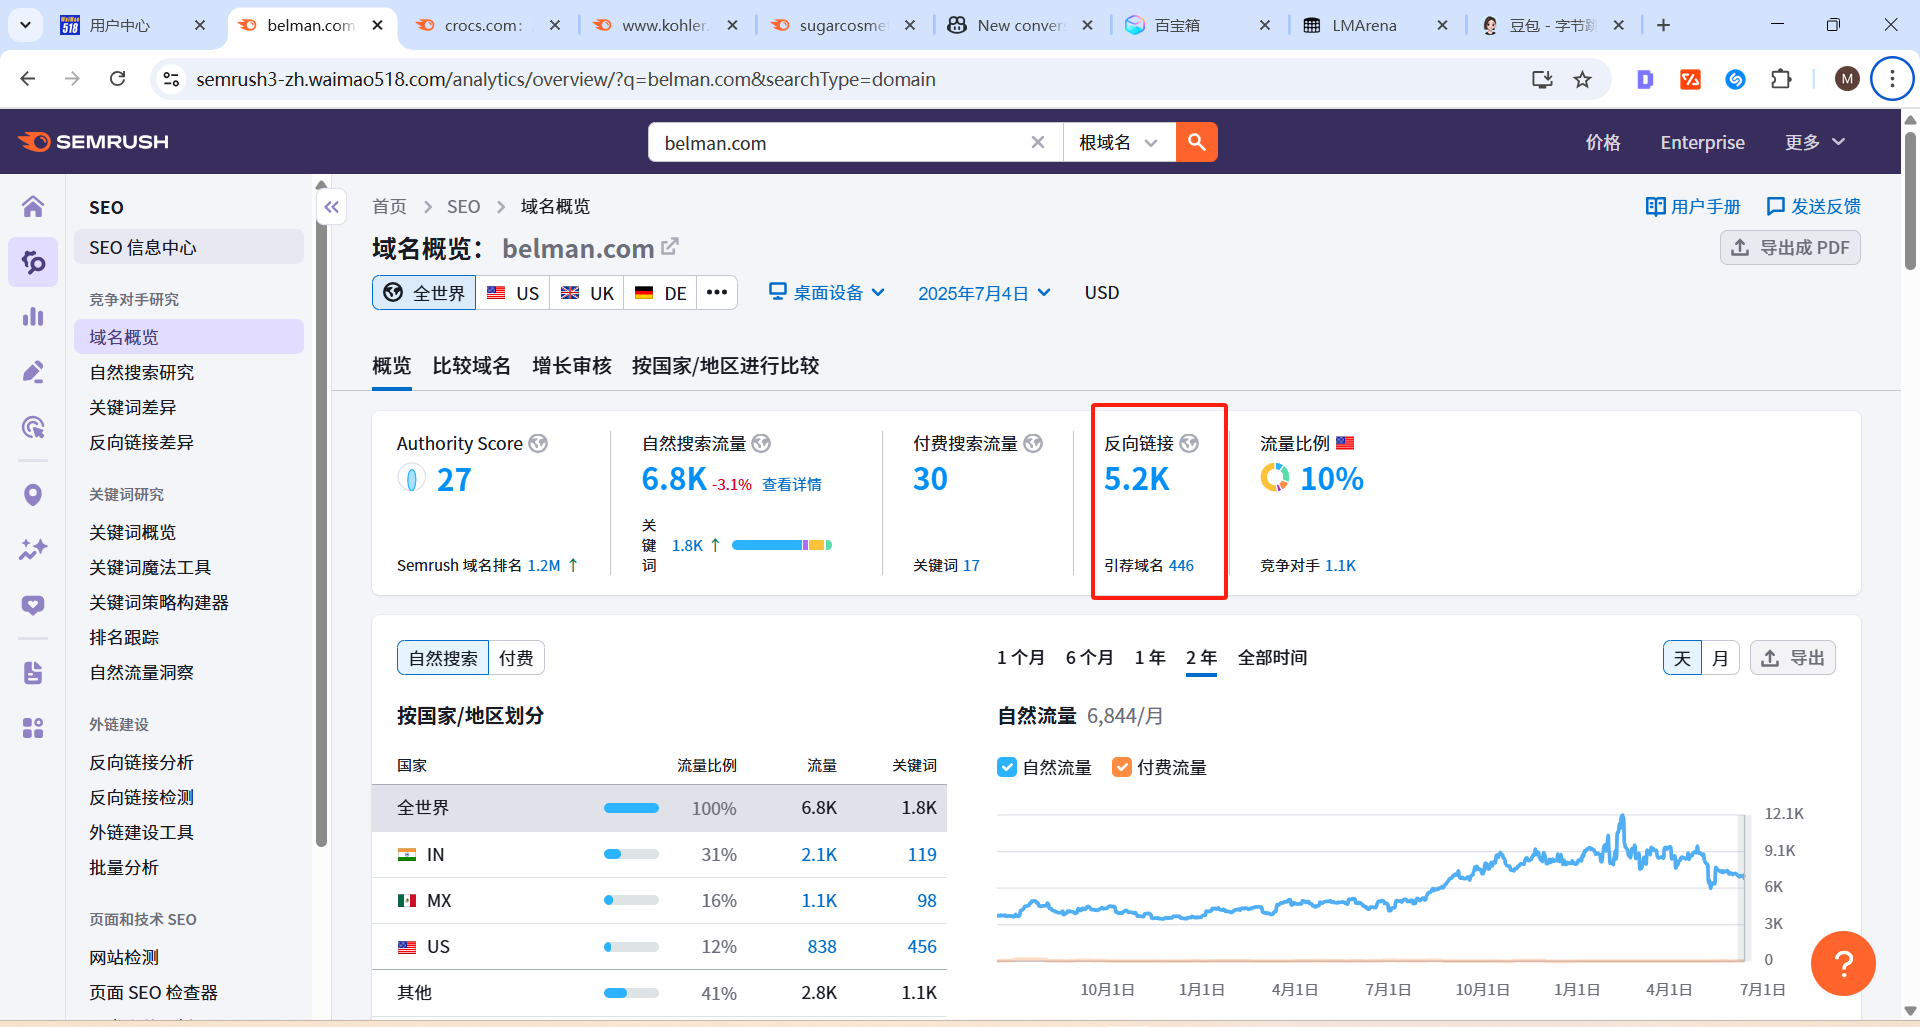 用户中心
belman.com
crocs.com:
www.kohler.
sugarcosme
New conver
百宝箱
LMArena
豆包 - 字节跳
semrush3-zh.waimao518.com/analytics/overview/?q=belman.com&searchType=domain
M
SEMRUSH
belman.com
根域名
价格
Enterprise
更多
SEO
SEO 信息中心
竞争对手研究
域名概览
自然搜索研究
关键词差异
反向链接差异
关键词研究
关键词概览
关键词魔法工具
关键词策略构建器
排名跟踪
自然流量洞察
外链建设
反向链接分析
反向链接检测
外链建设工具
批量分析
页面和技术 SEO
网站检测
页面 SEO 检查器
首页 > SEO > 域名概览
用户手册
发送反馈
域名概览： belman.com
导出成 PDF
全世界 US UK DE •••
桌面设备
2025年7月4日
USD
概览 比较域名 增长审核 按国家/地区进行比较
Authority Score
27
Semrush 域名排名 1.2M ↑
自然搜索流量
6.8K -3.1% 查看详情
关键词 1.8K ↑
付费搜索流量
30
关键词 17
反向链接
5.2K
引荐域名 446
流量比例
10%
竞争对手 1.1K
自然搜索 付费
按国家/地区划分
国家 流量比例 流量 关键词
全世界 100% 6.8K 1.8K
IN 31% 2.1K 119
MX 16% 1.1K 98
US 12% 838 456
其他 41% 2.8K 1.1K
1 个月 6 个月 1 年 2 年 全部时间
天 月
导出
自然流量 6,844/月
自然流量 付费流量
12.1K
9.1K
6K
3K
0
10月1日 1月1日 4月1日 7月1日 10月1日 1月1日 4月1日 7月1日
?